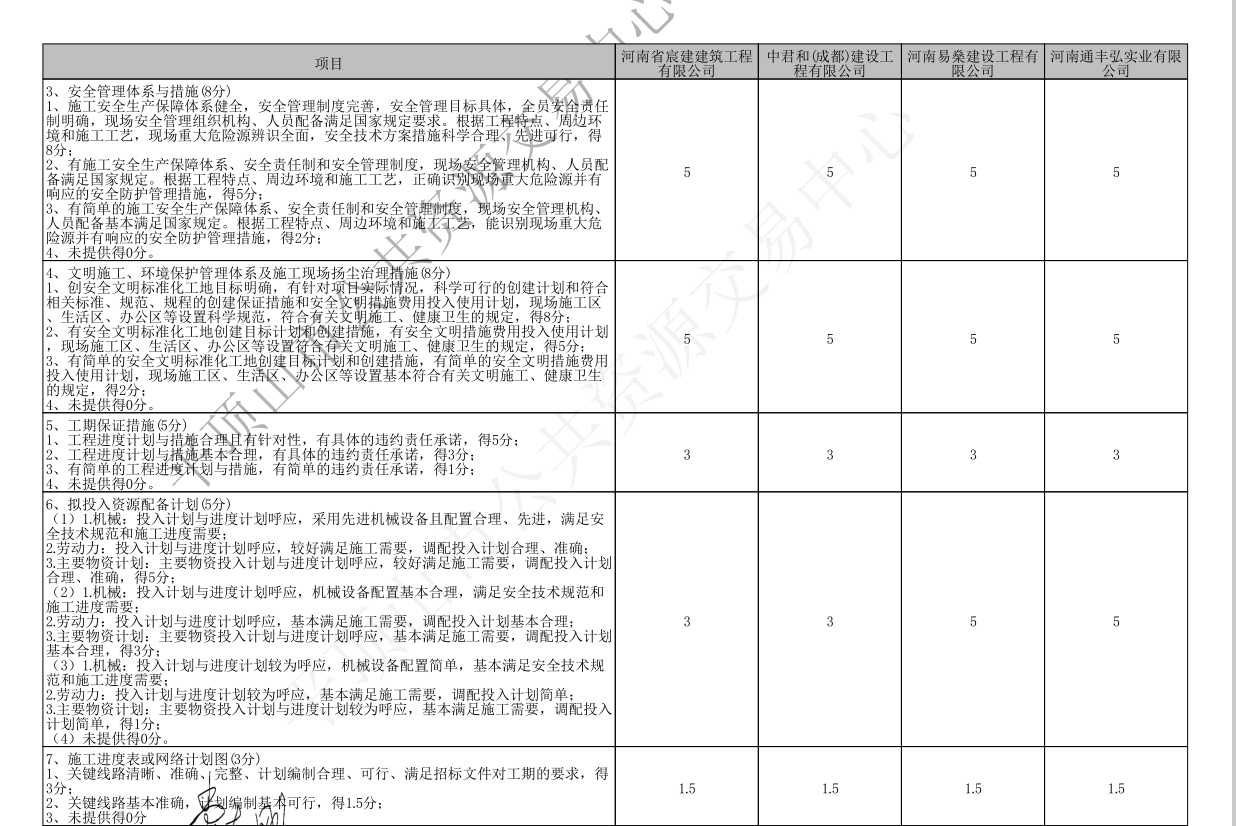 项目
河南省宸建建筑工程
有限公司
中君和(成都)建设工
程有限公司
河南易燊建设工程有
限公司
河南通丰弘实业有限
公司
3、安全管理体系与措施(8分)
1、施工安全生产保障体系健全，安全管理制度完善，安全管理目标具体，全员安全责任
制明确，现场安全管理组织机构、人员配备满足国家规定要求。根据工程特点、周边环
境和施工工艺，现场重大危险源辨识全面，安全技术方案措施科学合理、先进可行，得
8分；
2、有施工安全生产保障体系、安全责任制和安全管理制度，现场安全管理机构、人员配
备满足国家规定。根据工程特点、周边环境和施工工艺，正确识别现场重大危险源并有
响应的安全防护管理措施，得5分；
3、有简单的施工安全生产保障体系、安全责任制和安全管理制度，现场安全管理机构、
人员配备基本满足国家规定。根据工程特点、周边环境和施工工艺，能识别现场重大危
险源并有响应的安全防护管理措施，得2分；
4、未提供得0分。
5
5
5
5
4、文明施工、环境保护管理体系及施工现场扬尘治理措施(8分)
1、创安全文明标准化工地目标明确，有针对项目实际情况，科学可行的创建计划和符合
相关标准、规范、规程的创建保证措施和安全文明措施费用投入使用计划，现场施工区
、生活区、办公区等设置科学规范，符合有关文明施工、健康卫生的规定，得8分；
2、有安全文明标准化工地创建目标计划和创建措施，有安全文明措施费用投入使用计划
，现场施工区、生活区、办公区等设置符合有关文明施工、健康卫生的规定，得5分；
3、有简单的安全文明标准化工地创建目标计划和创建措施，有简单的安全文明措施费用
投入使用计划，现场施工区、生活区、办公区等设置基本符合有关文明施工、健康卫生
的规定，得2分；
4、未提供得0分。
5
5
5
5
5、工期保证措施(5分)
1、工程进度计划与措施合理且有针对性，有具体的违约责任承诺，得5分；
2、工程进度计划与措施基本合理，有具体的违约责任承诺，得3分；
3、有简单的工程进度计划与措施，有简单的违约责任承诺，得1分；
4、未提供得0分。
3
3
3
3
6、拟投入资源配备计划(5分)
（1）1.机械：投入计划与进度计划呼应，采用先进机械设备且配置合理、先进，满足安
全技术规范和施工进度需要；
2.劳动力：投入计划与进度计划呼应，较好满足施工需要，调配投入计划合理、准确；
3.主要物资计划：主要物资投入计划与进度计划呼应，较好满足施工需要，调配投入计划
合理、准确，得5分；
（2）1.机械：投入计划与进度计划呼应，机械设备配置基本合理，满足安全技术规范和
施工进度需要；
2.劳动力：投入计划与进度计划呼应，基本满足施工需要，调配投入计划基本合理；
3.主要物资计划：主要物资投入计划与进度计划呼应，基本满足施工需要，调配投入计划
基本合理，得3分；
（3）1.机械：投入计划与进度计划较为呼应，机械设备配置简单，基本满足安全技术规
范和施工进度需要；
2.劳动力：投入计划与进度计划较为呼应，基本满足施工需要，调配投入计划简单；
3.主要物资计划：主要物资投入计划与进度计划较为呼应，基本满足施工需要，调配投入
计划简单，得1分；
（4）未提供得0分。
3
3
5
5
7、施工进度表或网络计划图(3分)
1、关键线路清晰、准确、完整、计划编制合理、可行、满足招标文件对工期的要求，得
3分；
2、关键线路基本准确，计划编制基本可行，得1.5分；
3、未提供得0分
1.5
1.5
1.5
1.5
平顶山市公共资源交易中心
平顶山市公共资源交易中心